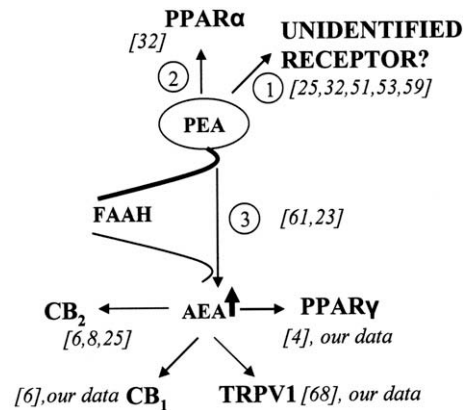 PPARα
UNIDENTIFIED
RECEPTOR?
[32]
2
1
[25,32,51,53,59]
PEA
FAAH
3
[61,23]
CB2
AEA
PPARγ
[6,8,25]
[4], our data
[6],our data CB1
TRPV1 [68], our data